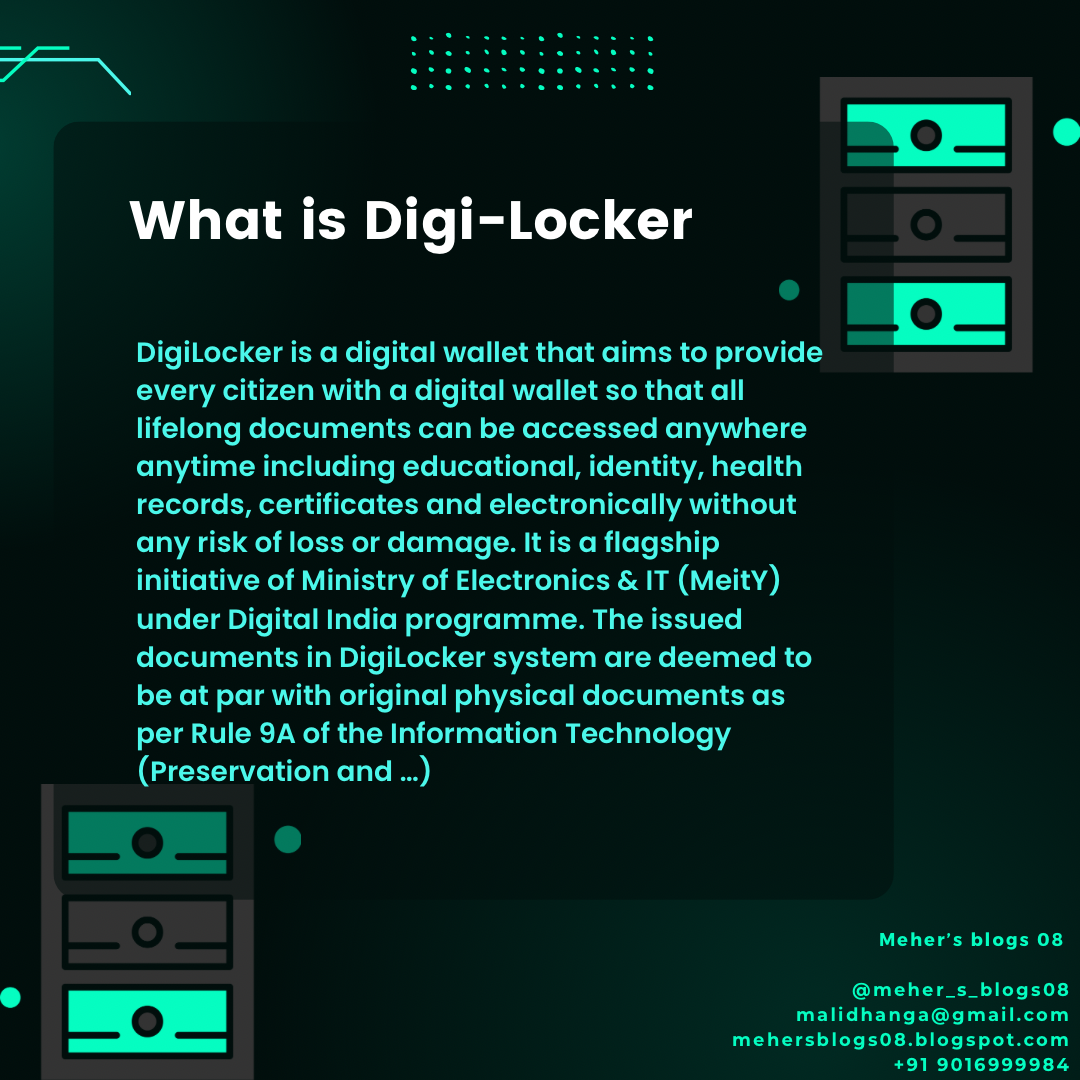 What is Digi-Locker
DigiLocker is a digital wallet that aims to provide
every citizen with a digital wallet so that all
lifelong documents can be accessed anywhere
anytime including educational, identity, health
records, certificates and electronically without
any risk of loss or damage. It is a flagship
initiative of Ministry of Electronics & IT (MeitY)
under Digital India programme. The issued
documents in DigiLocker system are deemed to
be at par with original physical documents as
per Rule 9A of the Information Technology
(Preservation and ...)
Meher's blogs 08
@meher_s_blogs08
malidhanga@gmail.com
mehersblogs08.blogspot.com
+91 9016999984